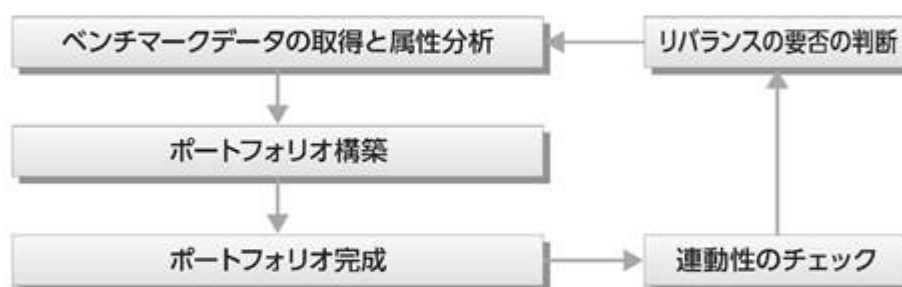 ベンチマークデータの取得と属性分析
リバランスの要否の判断
ポートフォリオ構築
ポートフォリオ完成
連動性のチェック